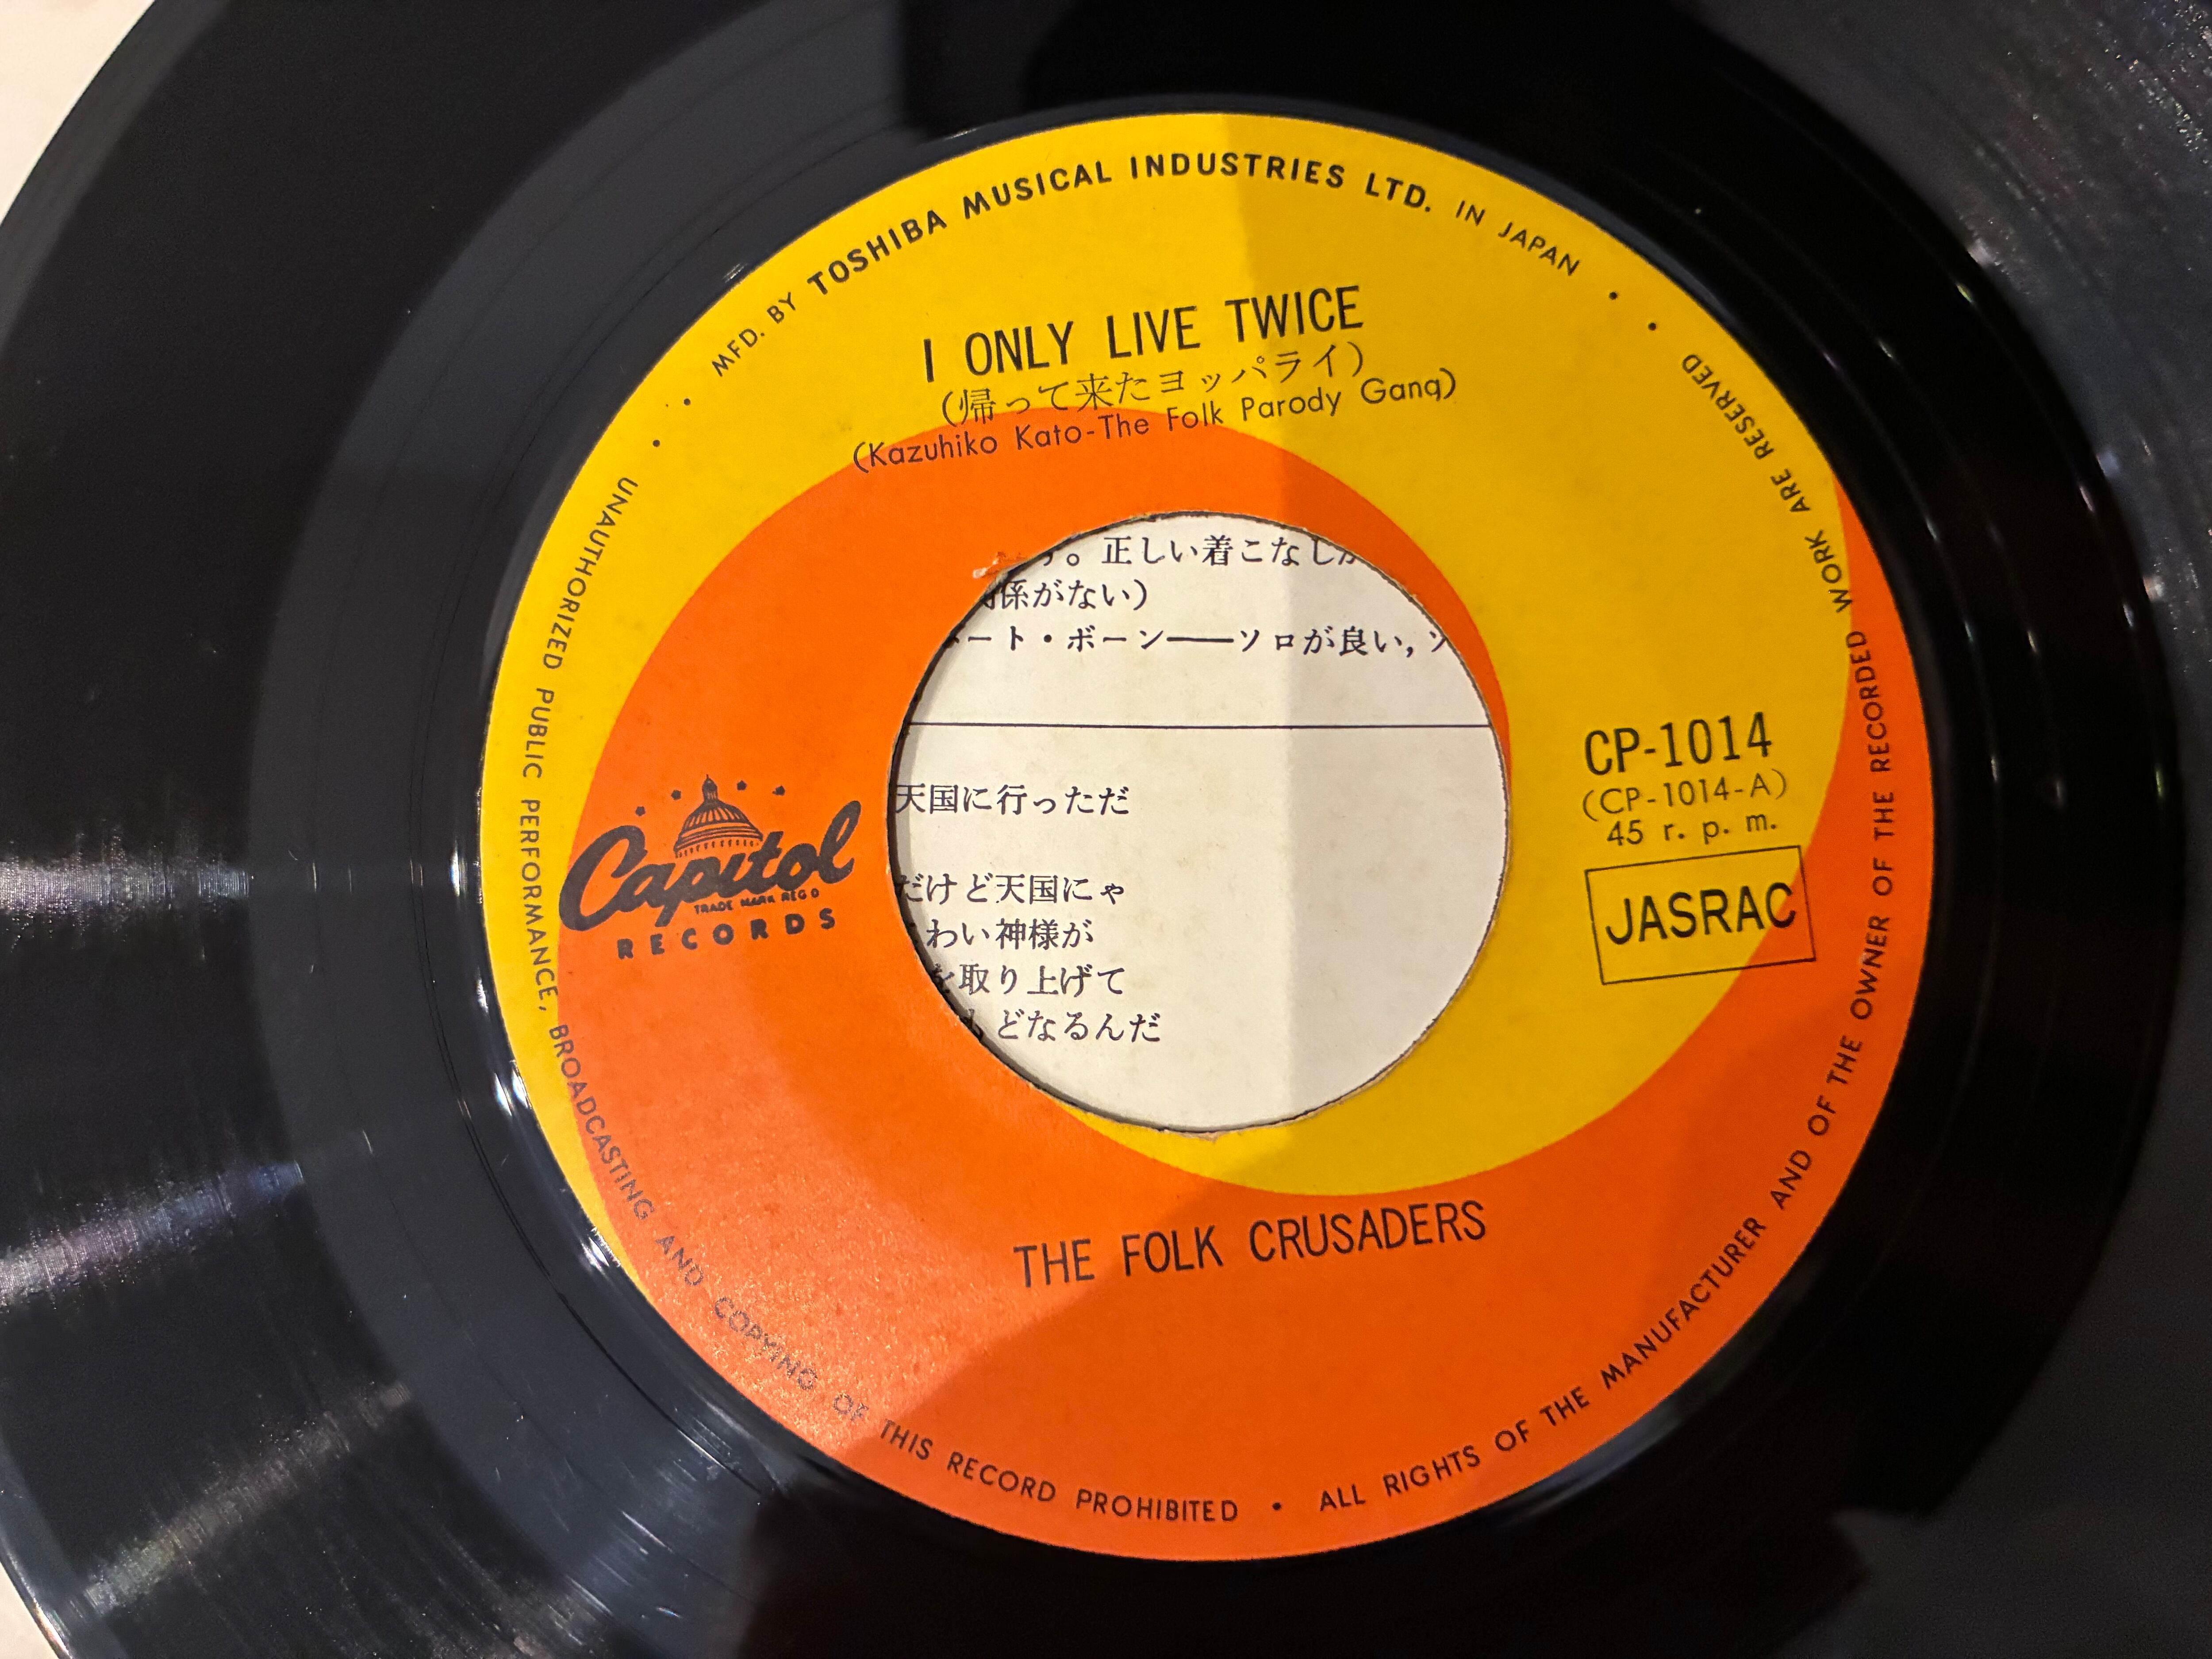 MFD. BY TOSHIBA MUSICAL INDUSTRIES LTD. IN JAPAN
I ONLY LIVE TWICE
(帰って来たヨッパライ)
(Kazuhiko Kato-The Folk Parody Gang)
。正しい着こなしが
係がない)
ート・ボーン——ソロが良い,ソ
天国に行っただ
だけど天国にゃ
わい神様が
を取り上げて
どなるんだ
Capitol
TRADE MARK REG'D
RECORDS
CP-1014
(CP-1014-A)
45 r. p. m.
JASRAC
THE FOLK CRUSADERS
UNAUTHORIZED PUBLIC PERFORMANCE, BROADCASTING AND COPYING OF THIS RECORD PROHIBITED • ALL RIGHTS OF THE MANUFACTURER AND OF THE OWNER OF THE RECORDED WORK ARE RESERVED